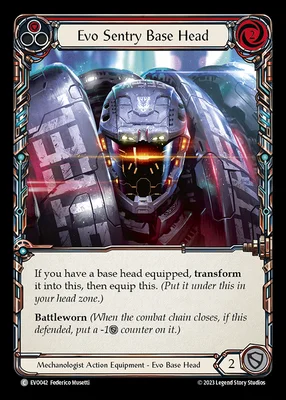 Evo Sentry Base Head
If you have a base head equipped, transform
it into this, then equip this. (Put it under this in
your head zone.)
Battleworn (When the combat chain closes, if this
defended, put a -1 counter on it.)
Mechanologist Action Equipment - Evo Base Head
2
C EVO042 Federico Musetti
© 2023 Legend Story Studios